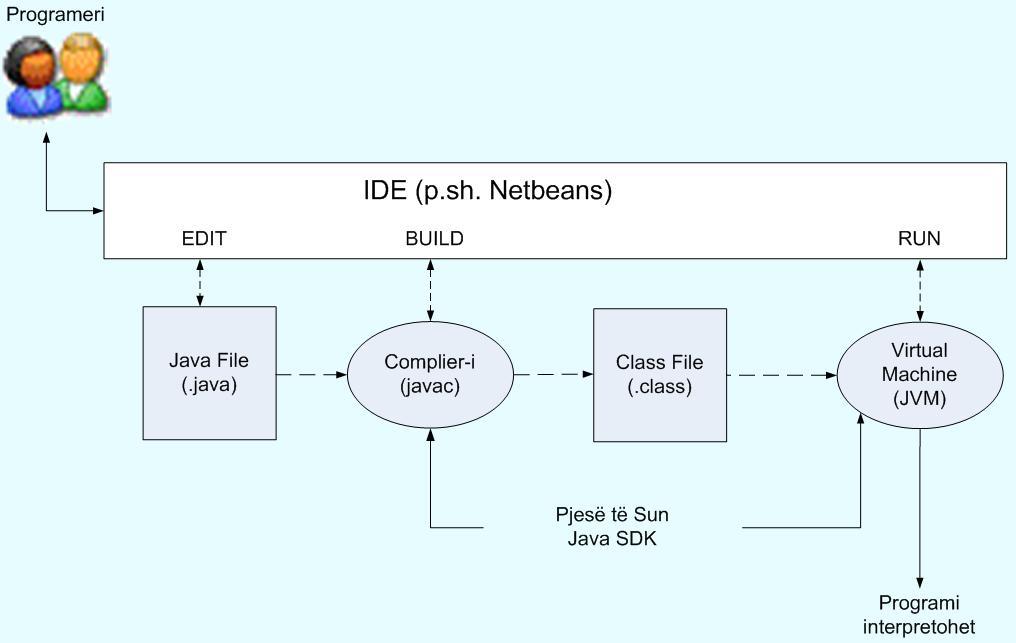 Programeri
IDE (p.sh. Netbeans)
EDIT
BUILD
RUN
Java File
(.java)
Complier-i
(javac)
Class File
(.class)
Virtual
Machine
(JVM)
Pjesë të Sun
Java SDK
Programi
interpretohet